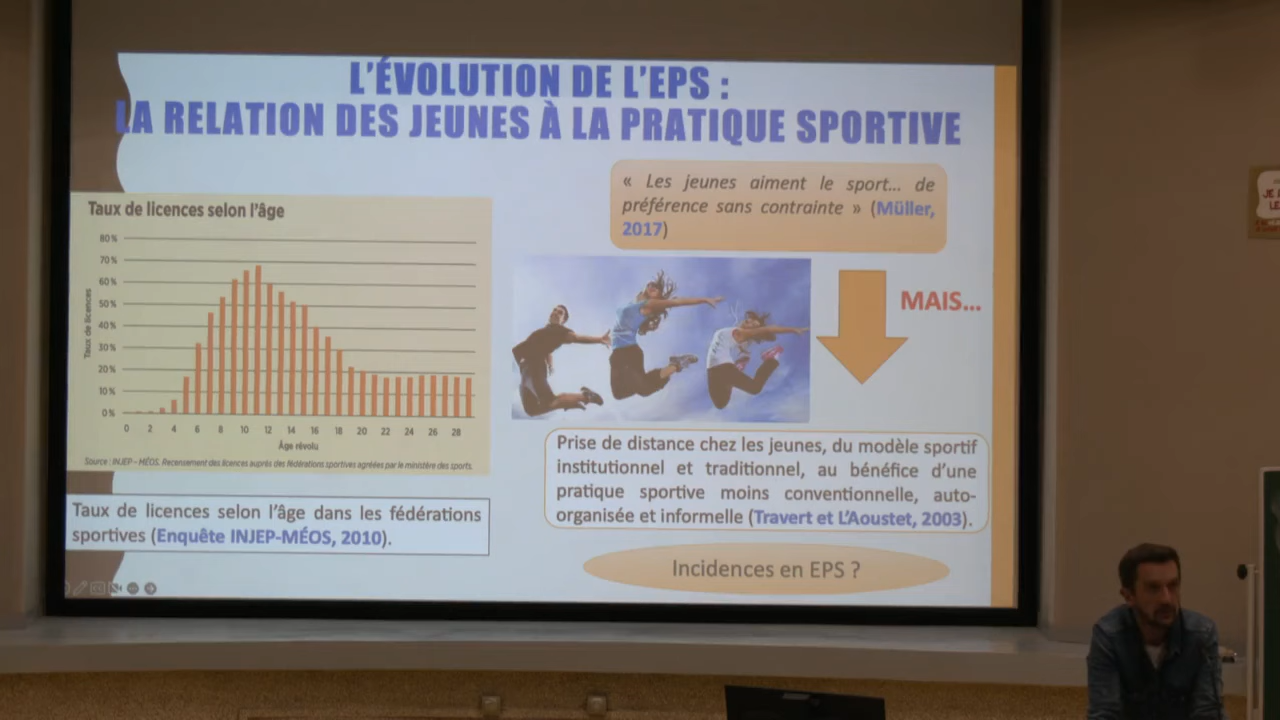 L'ÉVOLUTION DE L'EPS :
LA RELATION DES JEUNES À LA PRATIQUE SPORTIVE
Taux de licences selon l'âge
Taux de licences
80%
70%
60%
50%
40%
30%
20%
10%
0%
0 2 4 6 8 10 12 14 16 18 20 22 24 26 28
Âge révolu
Source : INJEP – MÉOS, Recensement des licences auprès des fédérations sportives agréées par le ministère des sports.
Taux de licences selon l'âge dans les fédérations
sportives (Enquête INJEP-MÉOS, 2010).
« Les jeunes aiment le sport... de
préférence sans contrainte » (Müller,
2017)
MAIS...
Prise de distance chez les jeunes, du modèle sportif
institutionnel et traditionnel, au bénéfice d'une
pratique sportive moins conventionnelle, auto-
organisée et informelle (Travert et L'Aoustet, 2003).
Incidences en EPS ?